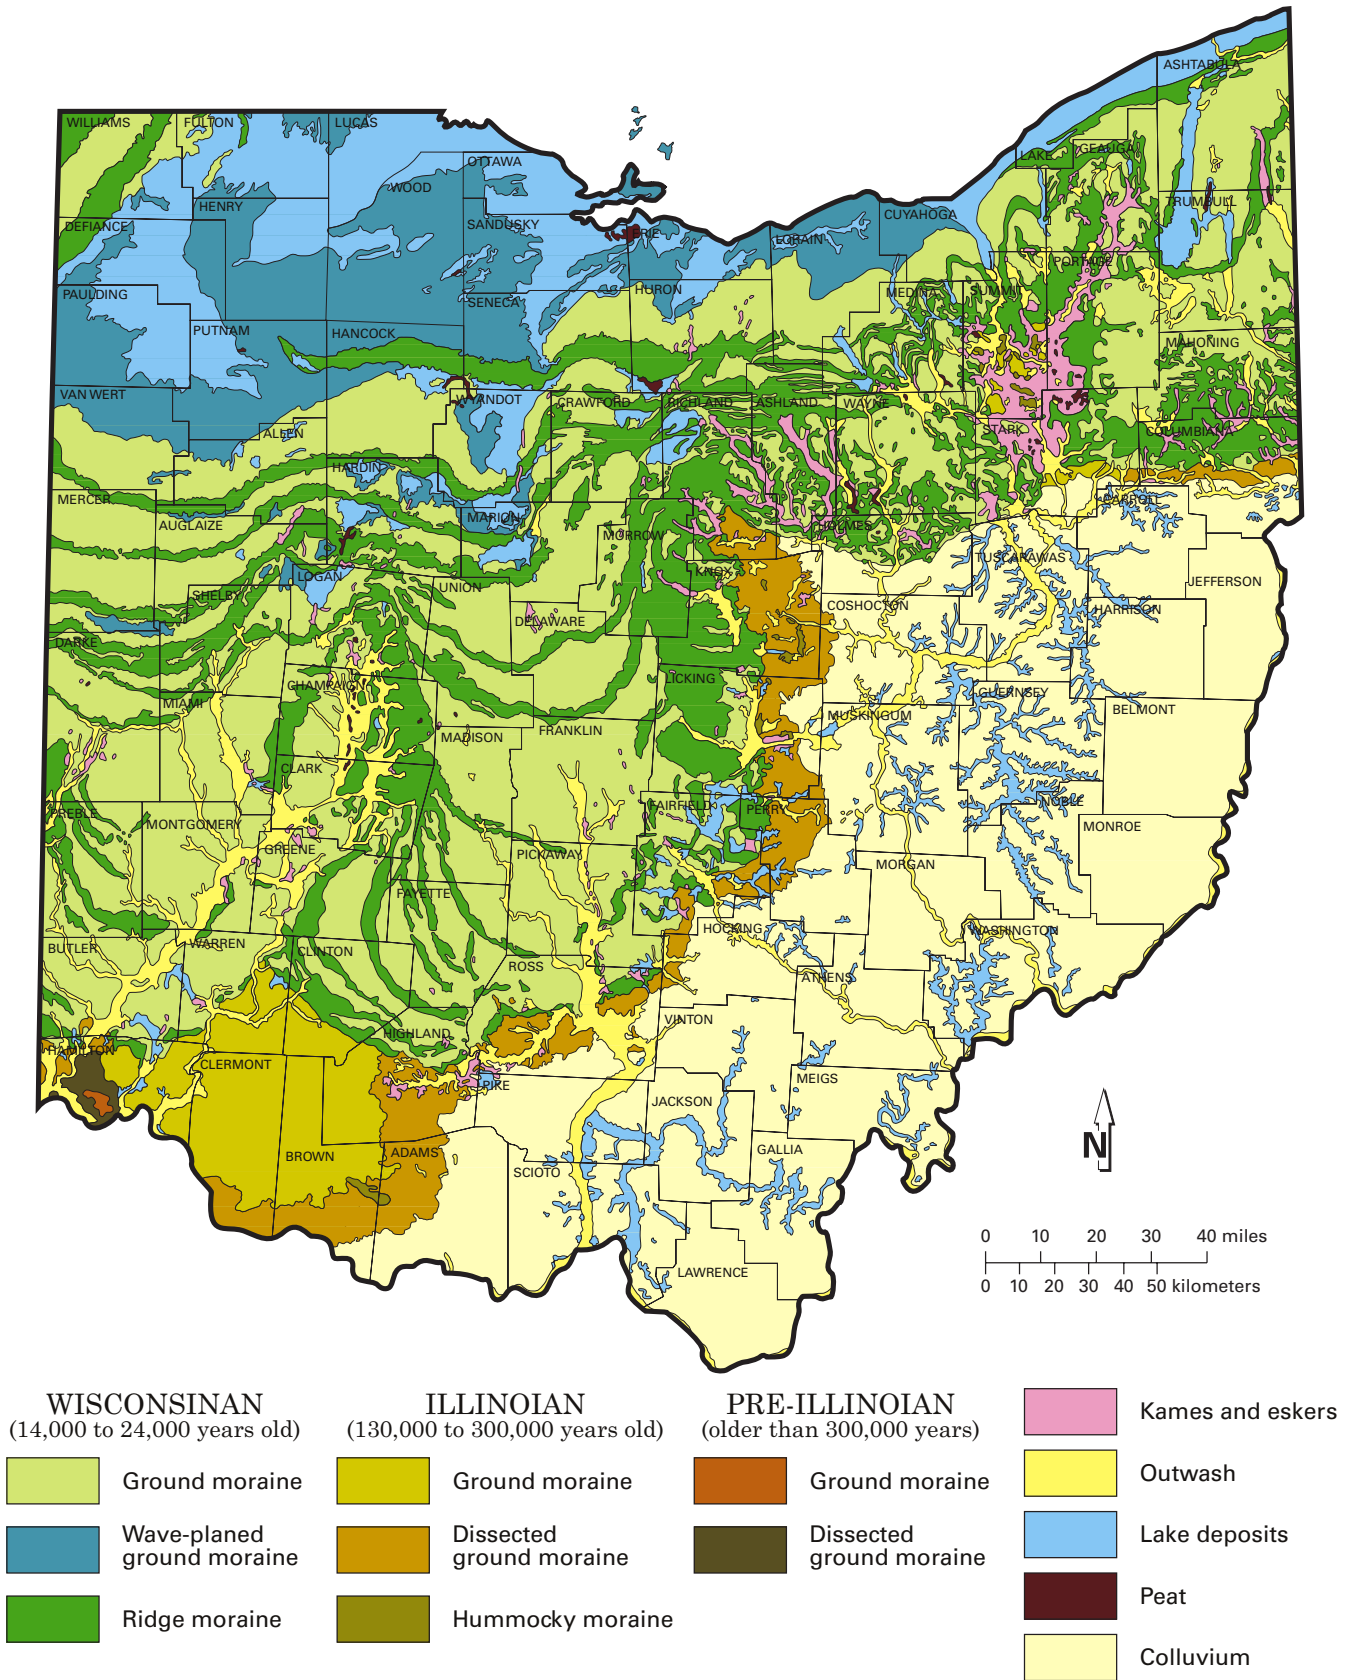 ASHTABULA
WILLIAMS
FULTON
LUCAS
LAKE
GEAUGA
OTTAWA
WOOD
HENRY
TRUMBULL
CUYAHOGA
DEFIANCE
SANDUSKY
ERIE
LORAIN
PORTAGE
PAULDING
SENECA
HURON
MEDINA
SUMMIT
PUTNAM
HANCOCK
MAHONING
VAN WERT
WYANDOT
CRAWFORD
RICHLAND
ASHLAND
WAYNE
STARK
COLUMBIANA
ALLEN
HARDIN
MERCER
CARROLL
AUGLAIZE
MARION
MORROW
HOLMES
TUSCARAWAS
LOGAN
KNOX
UNION
JEFFERSON
SHELBY
COSHOCTON
HARRISON
DELAWARE
DARKE
LICKING
CHAMPAIGN
GUERNSEY
MIAMI
MUSKINGUM
BELMONT
MADISON
FRANKLIN
CLARK
FAIRFIELD
PERRY
NOBLE
PREBLE
MONTGOMERY
MONROE
GREENE
PICKAWAY
MORGAN
FAYETTE
HOCKING
WASHINGTON
BUTLER
WARREN
CLINTON
ROSS
ATHENS
VINTON
HIGHLAND
HAMILTON
CLERMONT
PIKE
MEIGS
JACKSON
BROWN
ADAMS
GALLIA
SCIOTO
LAWRENCE
N
0 10 20 30 40 miles
0 10 20 30 40 50 kilometers
WISCONSINAN
(14,000 to 24,000 years old)
Ground moraine
Wave-planed
ground moraine
Ridge moraine
ILLINOIAN
(130,000 to 300,000 years old)
Ground moraine
Dissected
ground moraine
Hummocky moraine
PRE-ILLINOIAN
(older than 300,000 years)
Ground moraine
Dissected
ground moraine
Kames and eskers
Outwash
Lake deposits
Peat
Colluvium